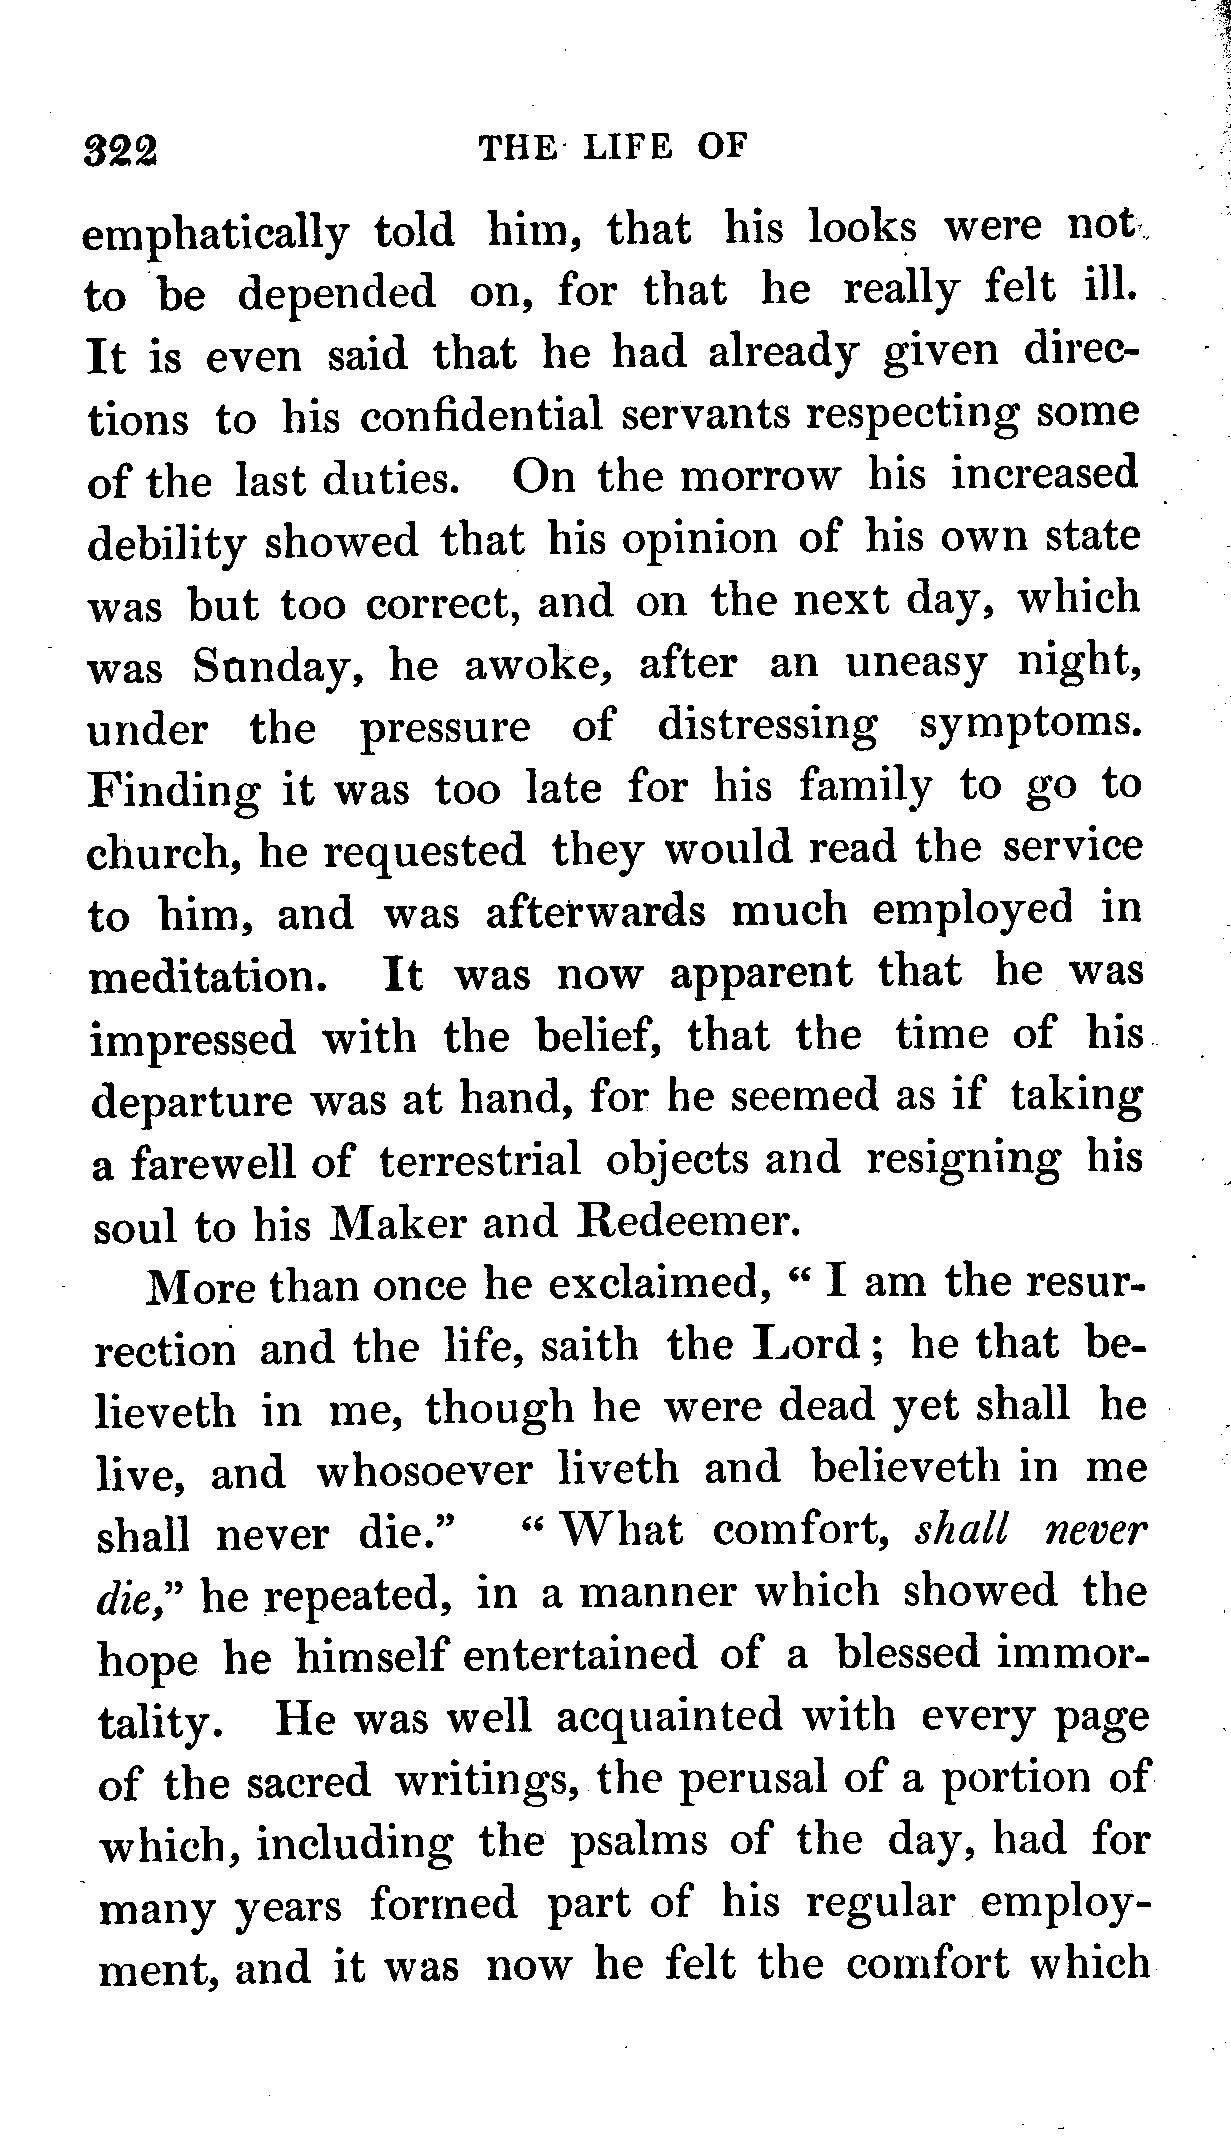 322 THE LIFE OF
emphatically told him, that his looks were not
to be depended on, for that he really felt ill.
It is even said that he had already given direc-
tions to his confidential servants respecting some
of the last duties. On the morrow his increased
debility showed that his opinion of his own state
was but too correct, and on the next day, which
was Sunday, he awoke, after an uneasy night,
under the pressure of distressing symptoms.
Finding it was too late for his family to go to
church, he requested they would read the service
to him, and was afterwards much employed in
meditation. It was now apparent that he was
impressed with the belief, that the time of his
departure was at hand, for he seemed as if taking
a farewell of terrestrial objects and resigning his
soul to his Maker and Redeemer.
More than once he exclaimed, “ I am the resur-
rection and the life, saith the Lord ; he that be-
lieveth in me, though he were dead yet shall he
live, and whosoever liveth and believeth in me
shall never die.” “ What comfort, shall never
die,” he repeated, in a manner which showed the
hope he himself entertained of a blessed immor-
tality. He was well acquainted with every page
of the sacred writings, the perusal of a portion of
which, including the psalms of the day, had for
many years formed part of his regular employ-
ment, and it was now he felt the comfort which